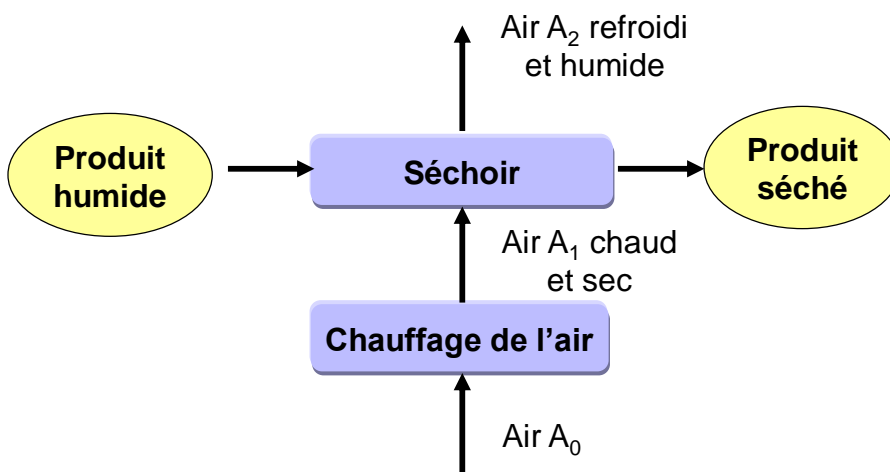 Air A₂ refroidi
et humide
Produit
humide
Séchoir
Produit
séché
Air A₁ chaud
et sec
Chauffage de l'air
Air A₀